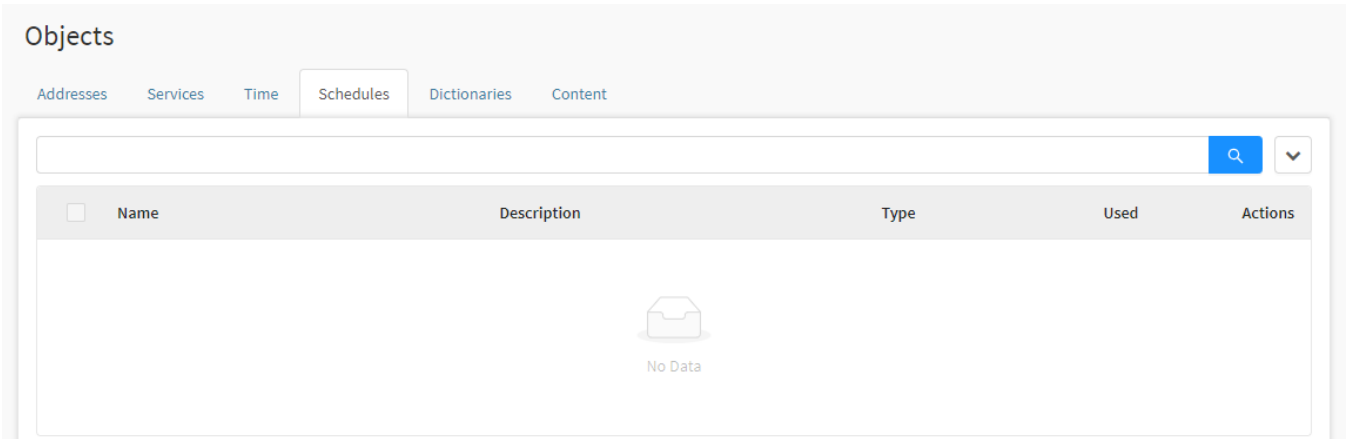 Objects
Addresses Services Time Schedules Dictionaries Content
Name Description Type Used Actions
No Data